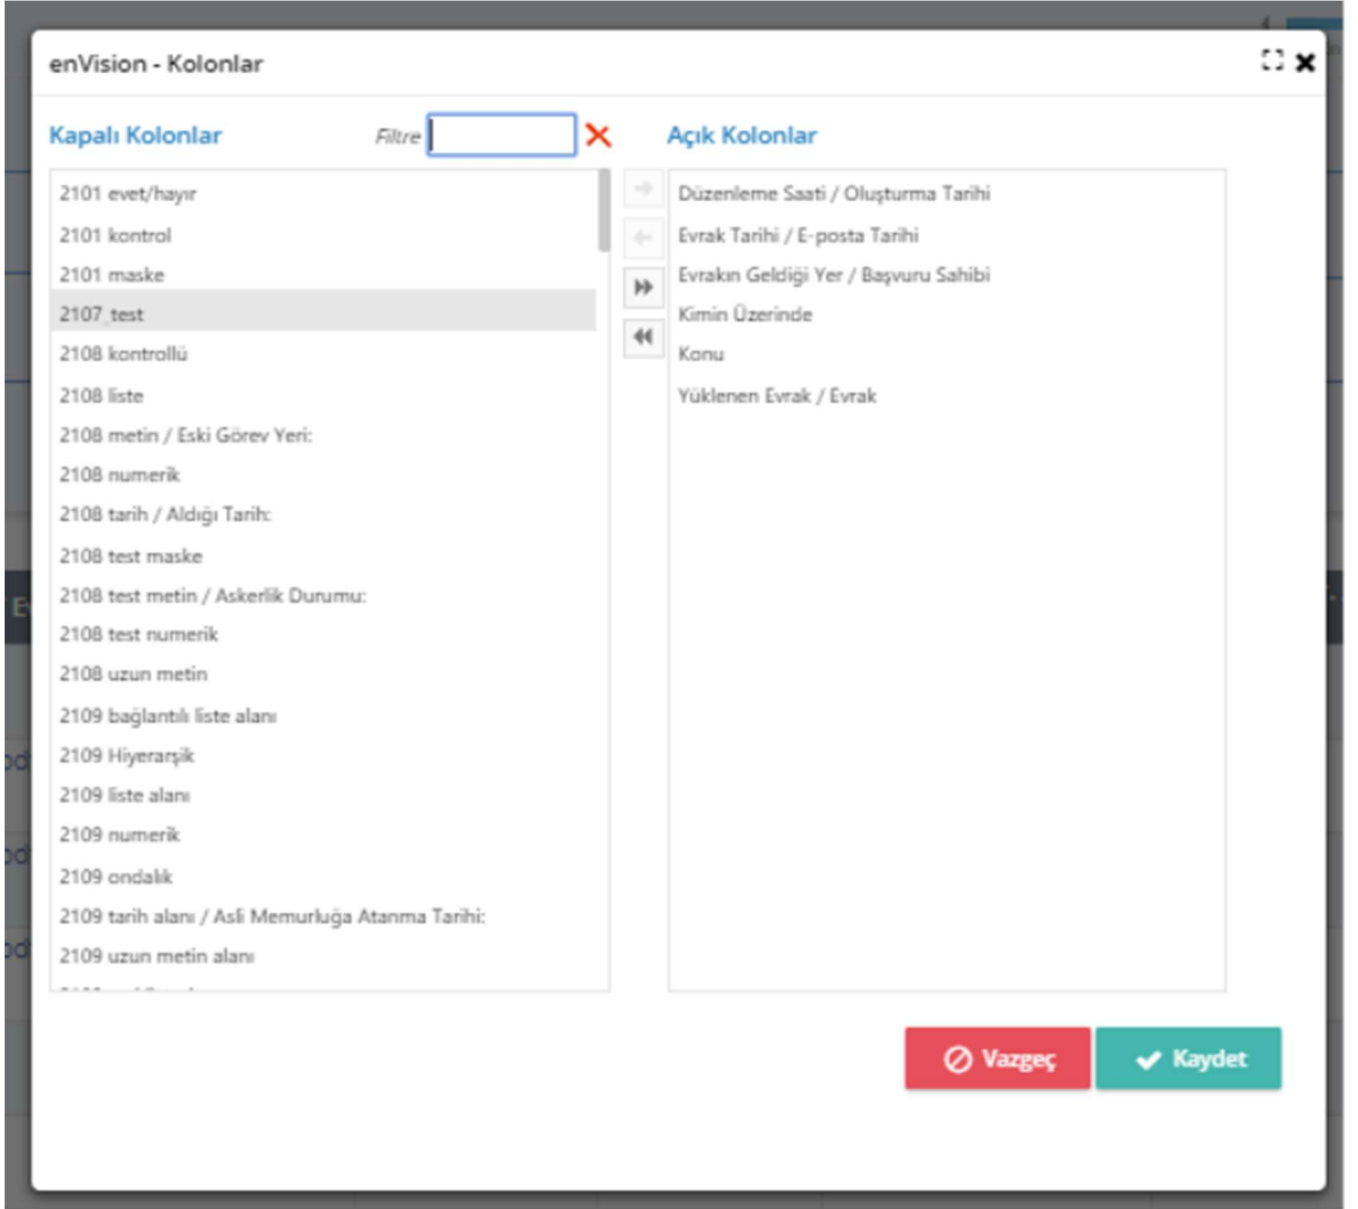 enVision - Kolonlar
Kapalı Kolonlar
Filtre
2101 evet/hayır
2101 kontrol
2101 maske
2107_test
2108 kontrollü
2108 liste
2108 metin / Eski Görev Yeri:
2108 numerik
2108 tarih / Aldığı Tarih:
2108 test maske
2108 test metin / Askerlik Durumu:
2108 test numerik
2108 uzun metin
2109 bağlantılı liste alanı
2109 Hiyerarşik
2109 liste alanı
2109 numerik
2109 ondalık
2109 tarih alanı / Asli Memurluğa Atanma Tarihi:
2109 uzun metin alanı
Açık Kolonlar
Düzenleme Saati / Oluşturma Tarihi
Evrak Tarihi / E-posta Tarihi
Evrakın Geldiği Yer / Başvuru Sahibi
Kimin Üzerinde
Konu
Yüklenen Evrak / Evrak
Vazgeç
Kaydet